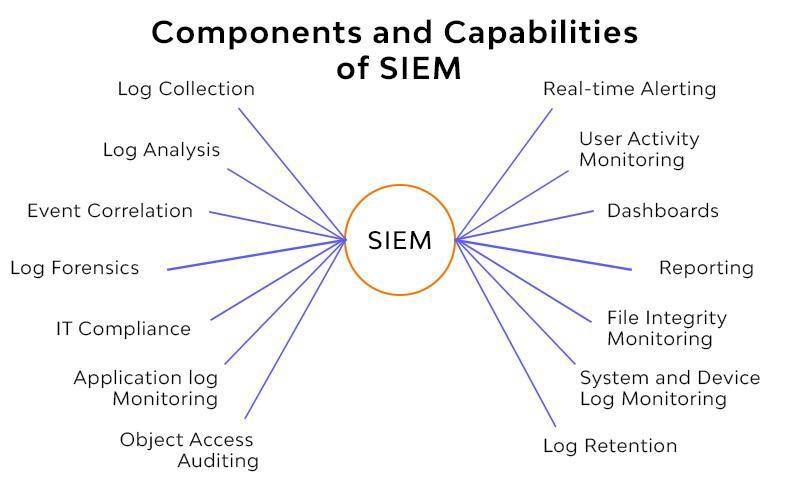 Components and Capabilities
of SIEM
Log Collection
Log Analysis
Event Correlation
Log Forensics
IT Compliance
Application log
Monitoring
Object Access
Auditing
SIEM
Real-time Alerting
User Activity
Monitoring
Dashboards
Reporting
File Integrity
Monitoring
System and Device
Log Monitoring
Log Retention